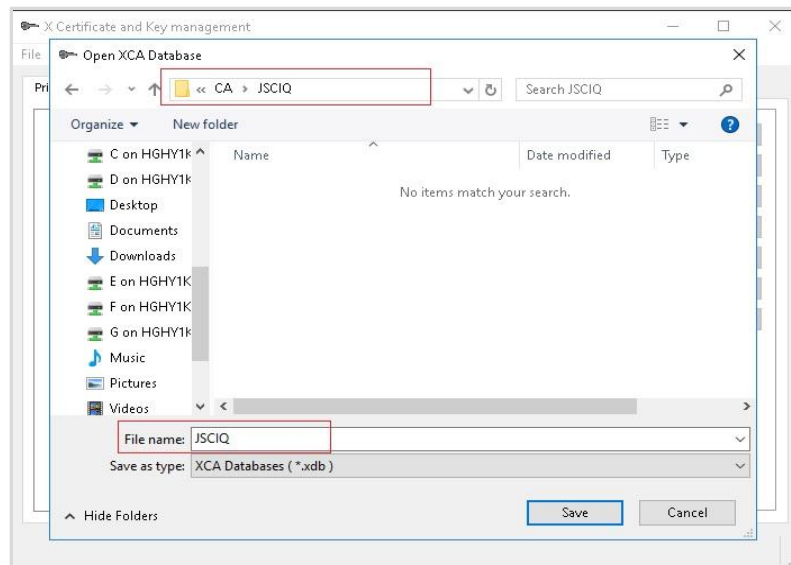 X Certificate and Key management
File
Open XCA Database
Pri
« CA › JSCIQ
Search JSCIQ
Organize
New folder
Name
Date modified
Type
No items match your search.
C on HGHY1K
D on HGHY1K
Desktop
Documents
Downloads
E on HGHY1K
F on HGHY1K
G on HGHY1K
Music
Pictures
Videos
File name: JSCIQ
Save as type: XCA Databases ( *.xdb )
Hide Folders
Save
Cancel